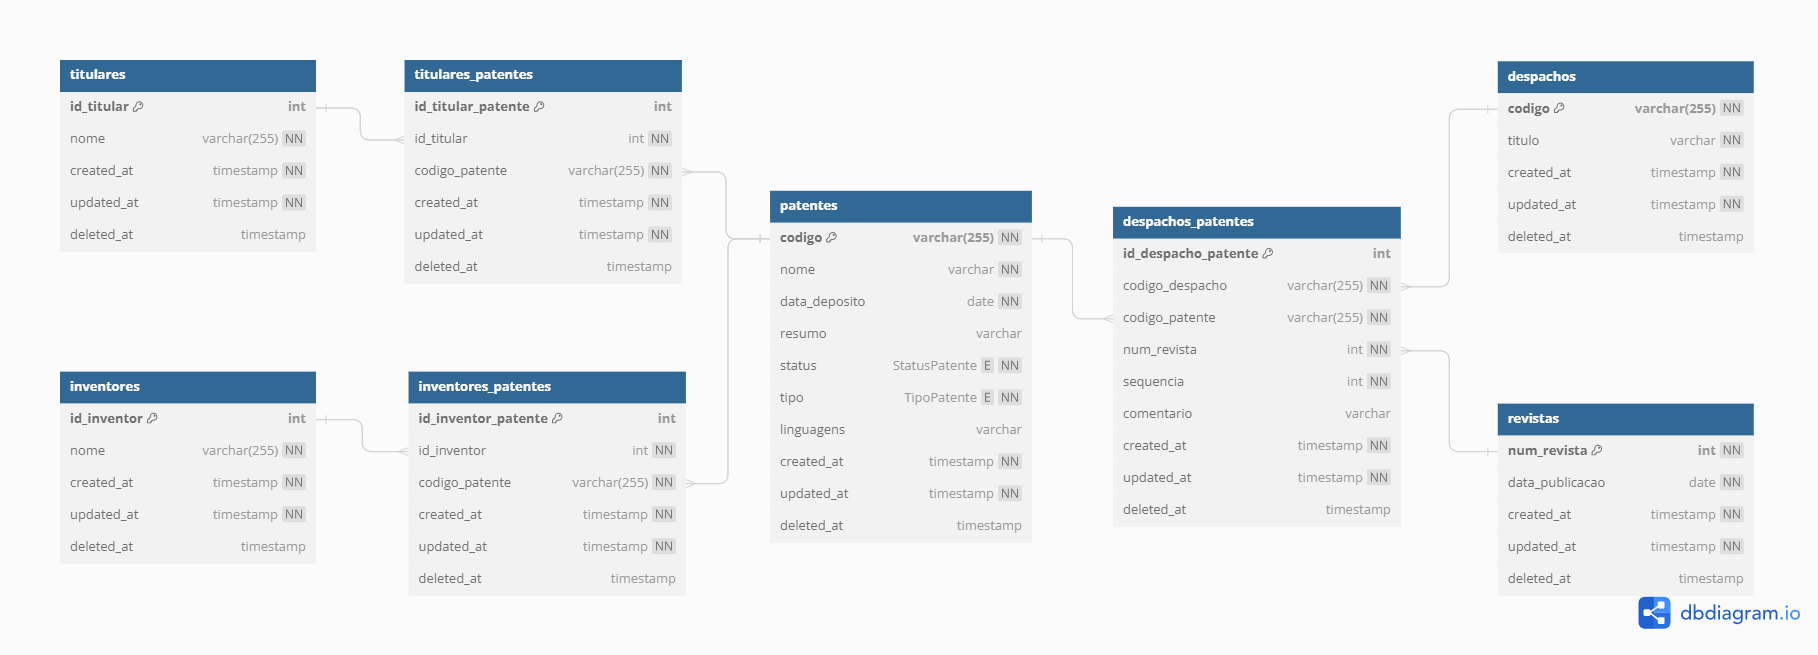 titulares
id_titular int
nome varchar(255) NN
created_at timestamp NN
updated_at timestamp NN
deleted_at timestamp
titulares_patentes
id_titular_patente int
id_titular int NN
codigo_patente varchar(255) NN
created_at timestamp NN
updated_at timestamp NN
deleted_at timestamp
inventores
id_inventor int
nome varchar(255) NN
created_at timestamp NN
updated_at timestamp NN
deleted_at timestamp
inventores_patentes
id_inventor_patente int
id_inventor int NN
codigo_patente varchar(255) NN
created_at timestamp NN
updated_at timestamp NN
deleted_at timestamp
patentes
codigo varchar(255) NN
nome varchar NN
data_deposito date NN
resumo varchar
status StatusPatente E NN
tipo TipoPatente E NN
linguagens varchar
created_at timestamp NN
updated_at timestamp NN
deleted_at timestamp
despachos_patentes
id_despacho_patente int
codigo_despacho varchar(255) NN
codigo_patente varchar(255) NN
num_revista int NN
sequencia int NN
comentario varchar
created_at timestamp NN
updated_at timestamp NN
deleted_at timestamp
despachos
codigo varchar(255) NN
titulo varchar NN
created_at timestamp NN
updated_at timestamp NN
deleted_at timestamp
revistas
num_revista int NN
data_publicacao date NN
created_at timestamp NN
updated_at timestamp NN
deleted_at timestamp
dbdiagram.io